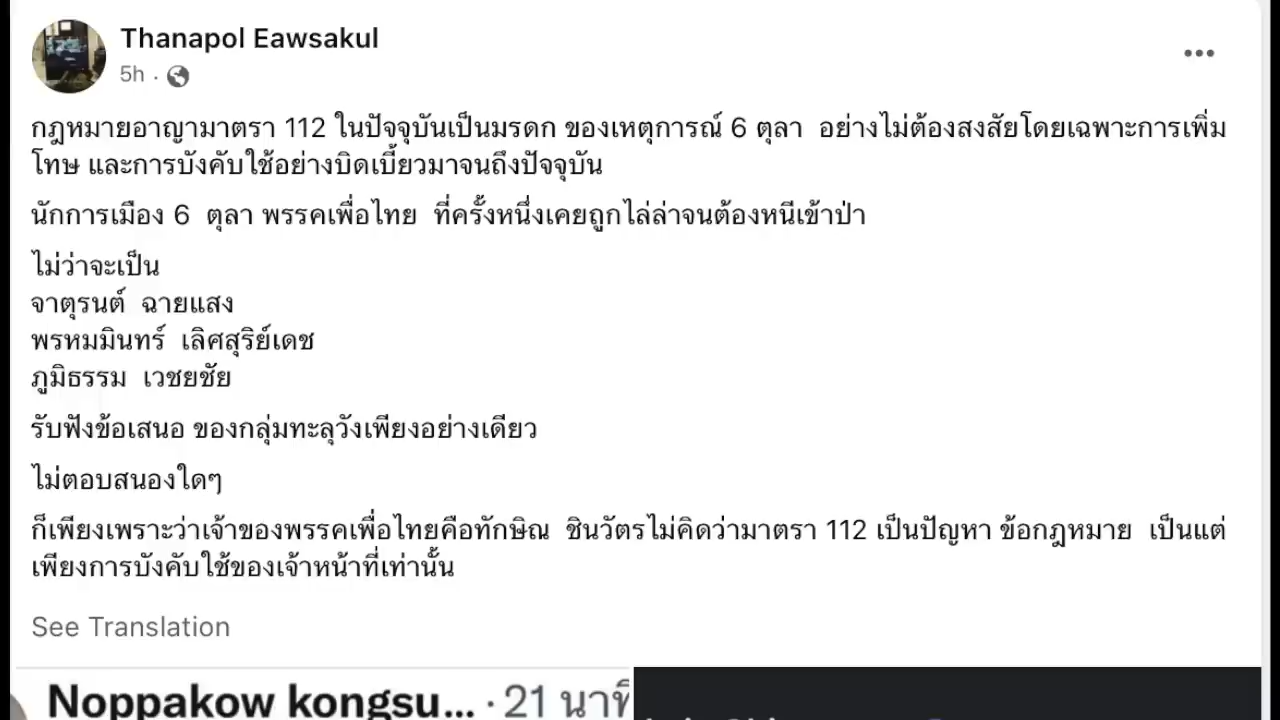 Thanapol Eawsakul
5h ·
กฎหมายอาญามาตรา 112 ในปัจจุบันเป็นมรดก ของเหตุการณ์ 6 ตุลา อย่างไม่ต้องสงสัยโดยเฉพาะการเพิ่ม
โทษ และการบังคับใช้อย่างบิดเบี้ยวมาจนถึงปัจจุบัน
นักการเมือง 6 ตุลา พรรคเพื่อไทย ที่ครั้งหนึ่งเคยถูกไล่ล่าจนต้องหนีเข้าป่า
ไม่ว่าจะเป็น
จาตุรนต์ ฉายแสง
พรหมมินทร์ เลิศสุริย์เดช
ภูมิธรรม เวชยชัย
รับฟังข้อเสนอ ของกลุ่มทะลุวังเพียงอย่างเดียว
ไม่ตอบสนองใดๆ
ก็เพียงเพราะว่าเจ้าของพรรคเพื่อไทยคือทักษิณ ชินวัตรไม่คิดว่ามาตรา 112 เป็นปัญหา ข้อกฎหมาย เป็นแต่
เพียงการบังคับใช้ของเจ้าหน้าที่เท่านั้น
See Translation
Noppakow kongsu... · 21 นาที